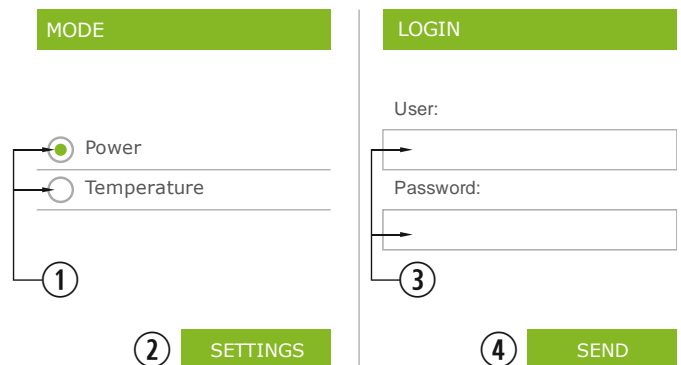 MODE
Power
Temperature
1
2 SETTINGS
LOGIN
User:
Password:
3
4 SEND